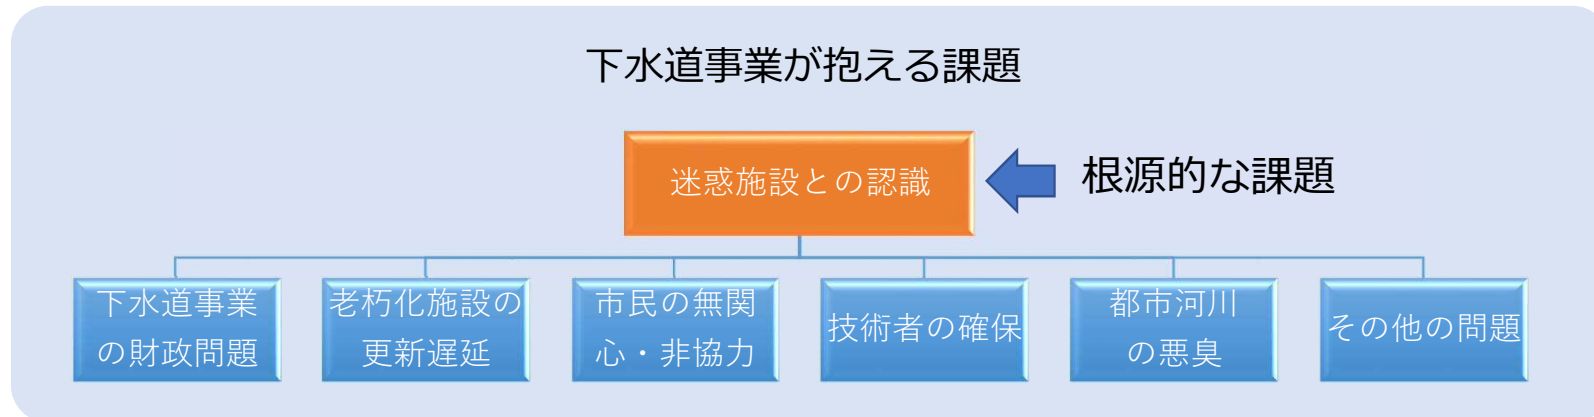 下水道事業が抱える課題
迷惑施設との認識
根源的な課題
下水道事業
の財政問題
老朽化施設の
更新遅延
市民の無関
心・非協力
技術者の確保
都市河川
の悪臭
その他の問題